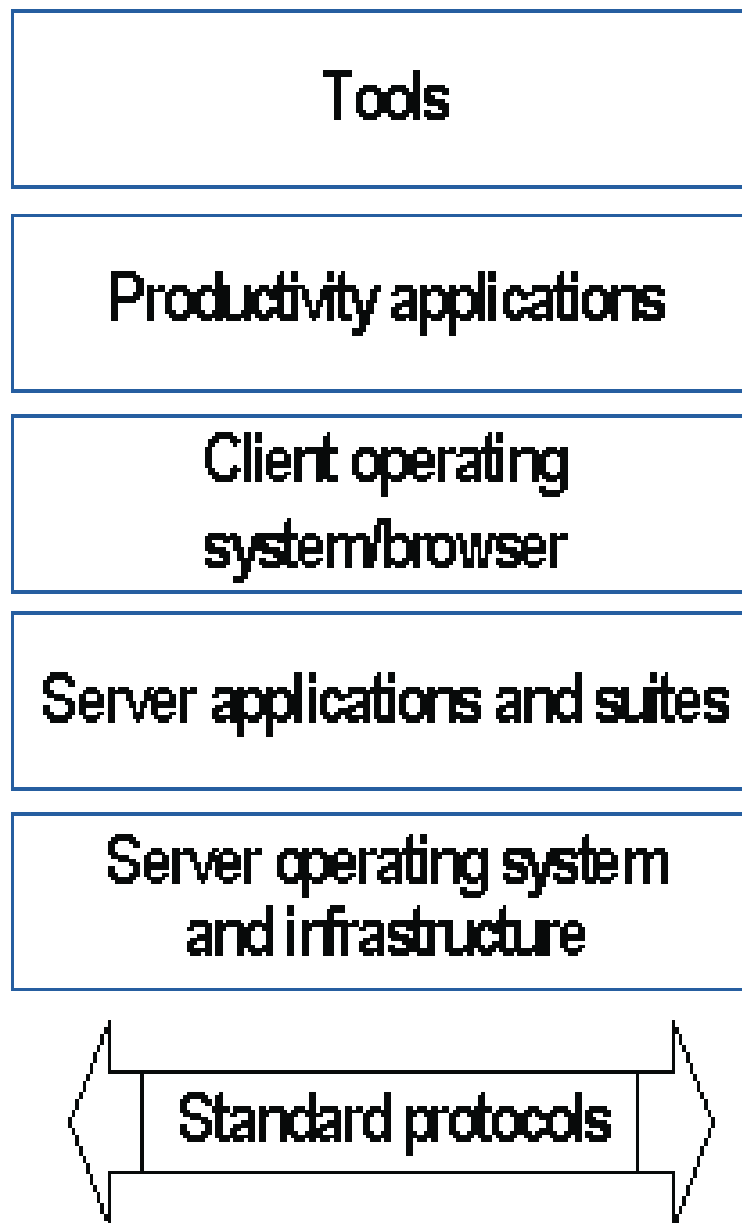 Tools
Productivity applications
Client operating
system/browser
Server applications and suites
Server operating system
and infrastructure
Standard protocols